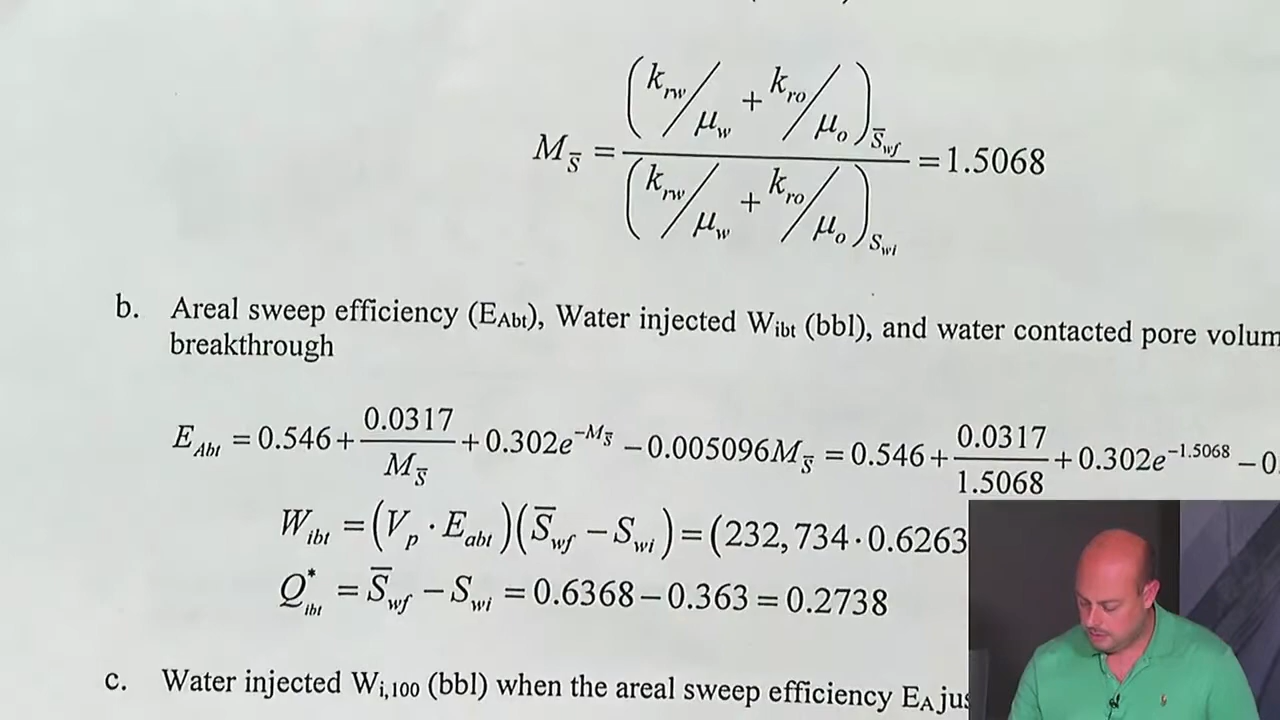 M_S̄ = (k_rw/μ_w + k_ro/μ_o)_S̄wf / (k_rw/μ_w + k_ro/μ_o)_Swi = 1.5068
b. Areal sweep efficiency (E_Abt), Water injected W_ibt (bbl), and water contacted pore volum
breakthrough
E_Abt = 0.546 + 0.0317/M_S̄ + 0.302e^(-M_S̄) - 0.005096M_S̄ = 0.546 + 0.0317/1.5068 + 0.302e^(-1.5068) - 0.
W_ibt = (V_p · E_abt)(S̄_wf - S_wi) = (232,734 · 0.6263
Q*_ibt = S̄_wf - S_wi = 0.6368 - 0.363 = 0.2738
c. Water injected W_i,100 (bbl) when the areal sweep efficiency E_A jus